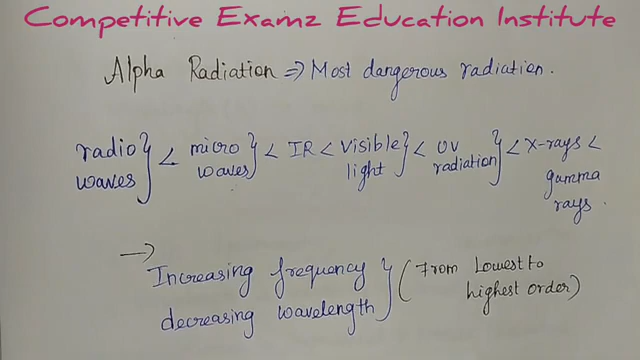 Competitive Examz Education Institute
Alpha Radiation ⇒ Most dangerous radiation.
radio waves} < micro waves} < IR < Visible light} < UV radiation} < X-rays < gamma rays.
→ Increasing frequency
decreasing wavelength} (From Lowest to highest order)